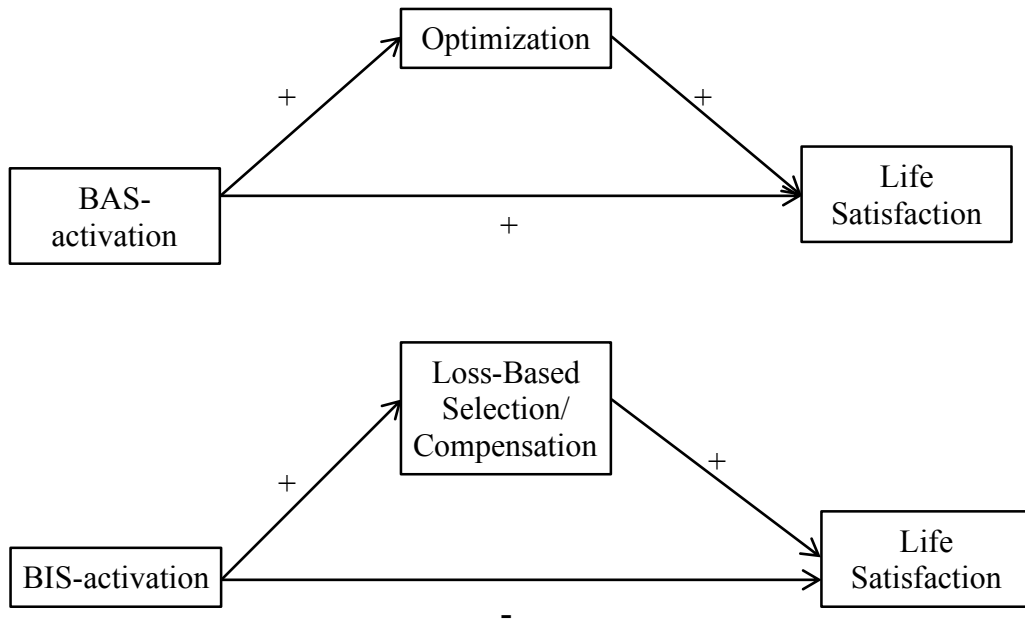 Optimization
+
+
BAS-
activation
Life
Satisfaction
+
Loss-Based
Selection/
Compensation
+
+
BIS-activation
Life
Satisfaction
-